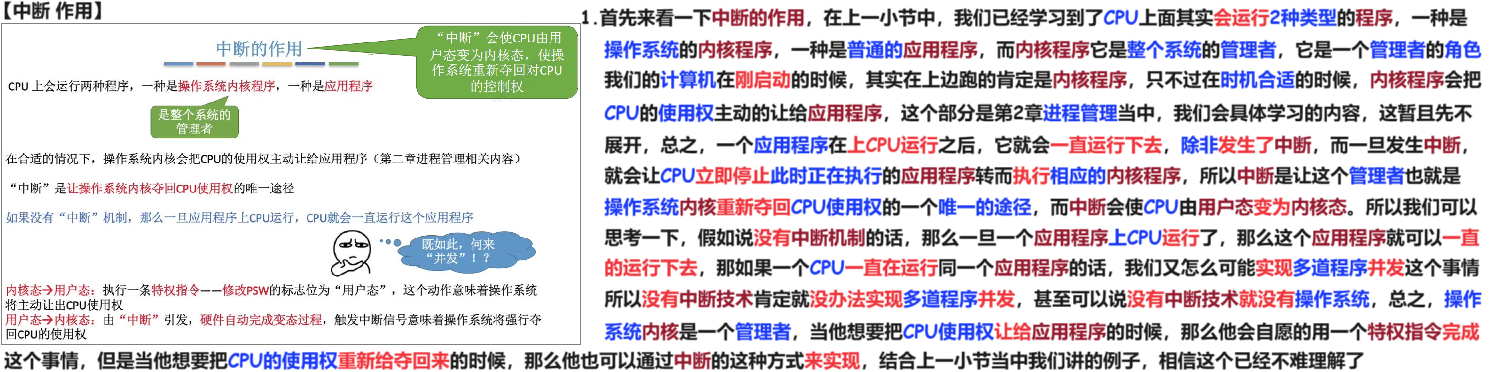 【中断 作用】
中断的作用
“中断”会使CPU由用
户态变为内核态，使操
作系统重新夺回对CPU
的控制权
CPU 上会运行两种程序，一种是操作系统内核程序，一种是应用程序
是整个系统的
管理者
在合适的情况下，操作系统内核会把CPU的使用权主动让给应用程序（第二章进程管理相关内容）
“中断”是让操作系统内核夺回CPU使用权的唯一途径
如果没有“中断”机制，那么一旦应用程序上CPU运行，CPU就会一直运行这个应用程序
既如此，何来
“并发”！？
内核态→用户态：执行一条特权指令——修改PSW的标志位为“用户态”，这个动作意味着操作系统
将主动让出CPU使用权
用户态→内核态：由“中断”引发，硬件自动完成变态过程，触发中断信号意味着操作系统将强行夺
回CPU的使用权
1.首先来看一下中断的作用，在上一小节中，我们已经学习到了CPU上面其实会运行2种类型的程序，一种是
操作系统的内核程序，一种是普通的应用程序，而内核程序它是整个系统的管理者，它是一个管理者的角色
我们的计算机在刚启动的时候，其实在上边跑的肯定是内核程序，只不过在时机合适的时候，内核程序会把
CPU的使用权主动的让给应用程序，这个部分是第2章进程管理当中，我们会具体学习的内容，这暂且先不
展开，总之，一个应用程序在上CPU运行之后，它就会一直运行下去，除非发生了中断，而一旦发生中断，
就会让CPU立即停止此时正在执行的应用程序转而执行相应的内核程序，所以中断是让这个管理者也就是
操作系统内核重新夺回CPU使用权的一个唯一的途径，而中断会使CPU由用户态变为内核态。所以我们可以
思考一下，假如说没有中断机制的话，那么一旦一个应用程序上CPU运行了，那么这个应用程序就可以一直
的运行下去，那如果一个CPU一直在运行同一个应用程序的话，我们又怎么可能实现多道程序并发这个事情
所以没有中断技术肯定就没办法实现多道程序并发，甚至可以说没有中断技术就没有操作系统，总之，操作
系统内核是一个管理者，当他想要把CPU使用权让给应用程序的时候，那么他会自愿的用一个特权指令完成
这个事情，但是当他想要把CPU的使用权重新给夺回来的时候，那么他也可以通过中断的这种方式来实现，结合上一小节当中我们讲的例子，相信这个已经不难理解了